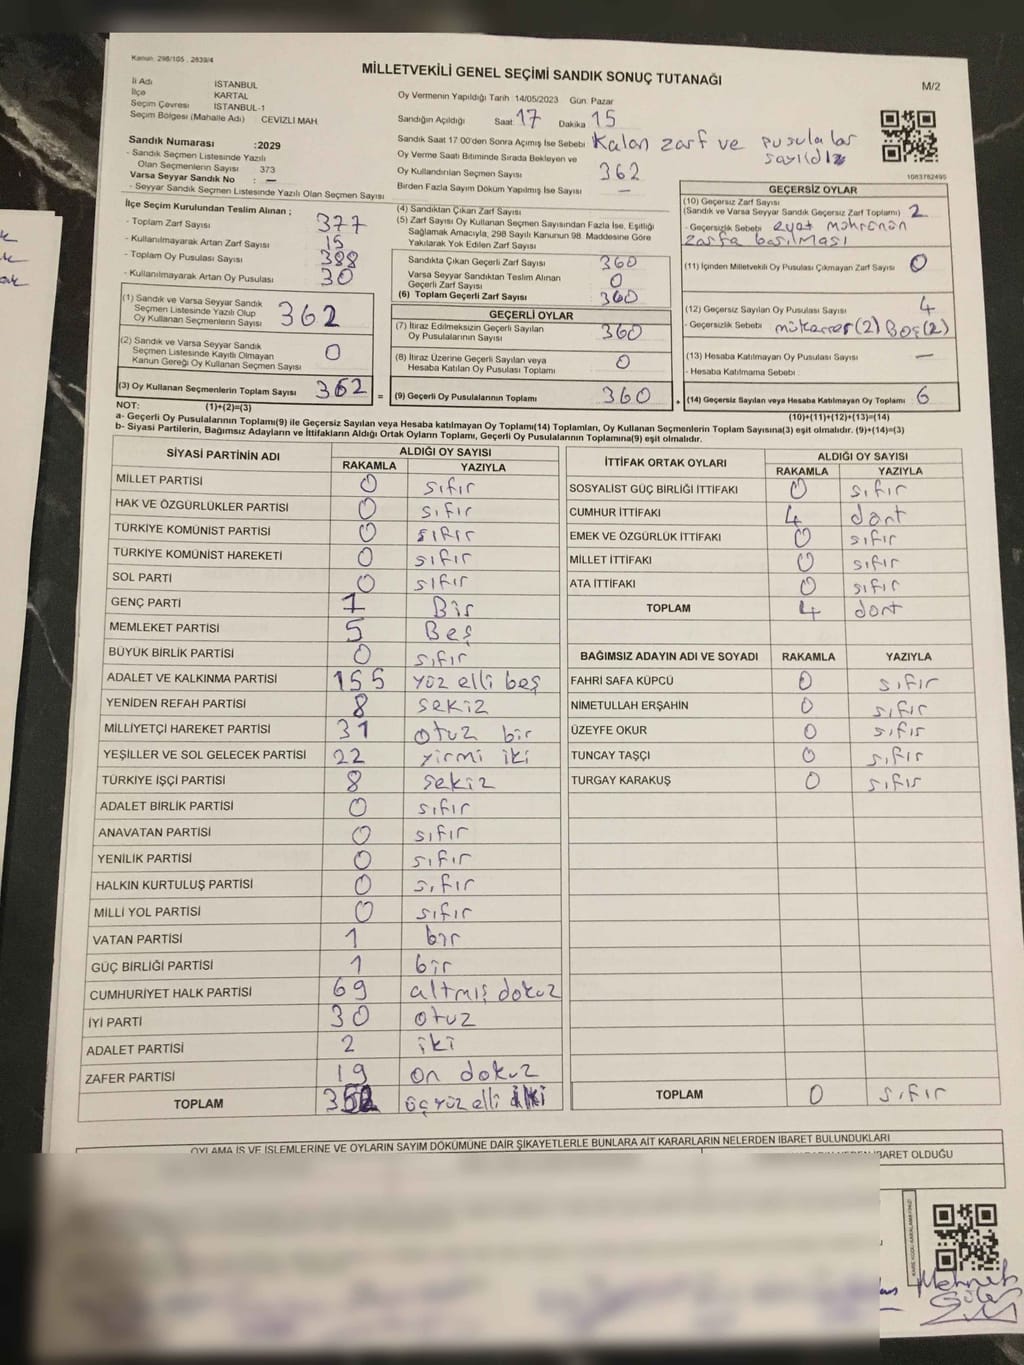 Kanun: 298/105 , 2839/4
MİLLETVEKİLİ GENEL SEÇİMİ SANDIK SONUÇ TUTANAĞI
M/2
İli Adı İSTANBUL
İlçe KARTAL
Seçim Çevresi İSTANBUL-1
Seçim Bölgesi (Mahalle Adı) CEVİZLİ MAH.
Oy Vermenin Yapıldığı Tarih :14/05/2023 Gün: Pazar
Sandığın Açıldığı Saat 17 Dakika 15
Sandık Saat 17 00'den Sonra Açılmış İse Sebebi Kalan zarf ve pusulalar
sayıldı
Oy Verme Saati Bitiminde Sırada Bekleyen ve
Oy Kullandırılan Seçmen Sayısı 362
Birden Fazla Sayım Döküm Yapılmış İse Sayısı —
1083782495
Sandık Numarası :2029
- Sandık Seçmen Listesinde Yazılı
Olan Seçmenlerin Sayısı 373
Varsa Seyyar Sandık No : —
- Seyyar Sandık Seçmen Listesinde Yazılı Olan Seçmen Sayısı
İlçe Seçim Kurulundan Teslim Alınan ;
- Toplam Zarf Sayısı 377
- Kullanılmayarak Artan Zarf Sayısı 15
- Toplam Oy Pusulası Sayısı
- Kullanılmayarak Artan Oy Pusulası 30
(1) Sandık ve Varsa Seyyar Sandık
Seçmen Listesinde Yazılı Olup
Oy Kullanan Seçmenlerin Sayısı 362
(2) Sandık ve Varsa Seyyar Sandık
Seçmen Listesinde Kayıtlı Olmayan
Kanun Gereği Oy Kullanan Seçmen Sayısı 0
(3) Oy Kullanan Seçmenlerin Toplam Sayısı 362 =
(4) Sandıktan Çıkan Zarf Sayısı
(5) Zarf Sayısı Oy Kullanan Seçmen Sayısından Fazla İse, Eşitliği
Sağlamak Amacıyla, 298 Sayılı Kanunun 98. Maddesine Göre
Yakılarak Yok Edilen Zarf Sayısı
Sandıkta Çıkan Geçerli Zarf Sayısı 360
Varsa Seyyar Sandıktan Teslim Alınan
Geçerli Zarf Sayısı 0
(6) Toplam Geçerli Zarf Sayısı 360
GEÇERLİ OYLAR
(7) İtiraz Edilmeksizin Geçerli Sayılan
Oy Pusulalarının Sayısı 360
(8) İtiraz Üzerine Geçerli Sayılan veya
Hesaba Katılan Oy Pusulası Toplamı 0
(9) Geçerli Oy Pusulalarının Toplamı 360 +
GEÇERSİZ OYLAR
(10) Geçersiz Zarf Sayısı
(Sandık ve Varsa Seyyar Sandık Geçersiz Zarf Toplamı) 2
- Geçersizlik Sebebi evet mührünün
zarfa basılması
(11) İçinden Milletvekili Oy Pusulası Çıkmayan Zarf Sayısı 0
(12) Geçersiz Sayılan Oy Pusulası Sayısı 4
- Geçersizlik Sebebi mükerrer(2) Boş(2)
(13) Hesaba Katılmayan Oy Pusulası Sayısı —
- Hesaba Katılmama Sebebi :
(14) Geçersiz Sayılan veya Hesaba Katılmayan Oy Toplamı 6
NOT: (1)+(2)=(3) (10)+(11)+(12)+(13)=(14)
a- Geçerli Oy Pusulalarının Toplamı(9) ile Geçersiz Sayılan veya Hesaba katılmayan Oy Toplamı(14) Toplamları, Oy Kullanan Seçmenlerin Toplam Sayısına(3) eşit olmalıdır. (9)+(14)=(3)
b- Siyasi Partilerin, Bağımsız Adayların ve İttifakların Aldığı Ortak Oyların Toplamı, Geçerli Oy Pusulalarının Toplamına(9) eşit olmalıdır.
SİYASİ PARTİNİN ADI ALDIĞI OY SAYISI
RAKAMLA YAZIYLA
MİLLET PARTİSİ 0 sıfır
HAK VE ÖZGÜRLÜKLER PARTİSİ 0 sıfır
TÜRKİYE KOMÜNİST PARTİSİ 0 sıfır
TÜRKİYE KOMÜNİST HAREKETİ 0 sıfır
SOL PARTİ 0 sıfır
GENÇ PARTİ 1 Bir
MEMLEKET PARTİSİ 5 Beş
BÜYÜK BİRLİK PARTİSİ 0 sıfır
ADALET VE KALKINMA PARTİSİ 155 yüz elli beş
YENİDEN REFAH PARTİSİ 8 sekiz
MİLLİYETÇİ HAREKET PARTİSİ 31 otuz bir
YEŞİLLER VE SOL GELECEK PARTİSİ 22 yirmi iki
TÜRKİYE İŞÇİ PARTİSİ 8 sekiz
ADALET BİRLİK PARTİSİ 0 sıfır
ANAVATAN PARTİSİ 0 sıfır
YENİLİK PARTİSİ 0 sıfır
HALKIN KURTULUŞ PARTİSİ 0 sıfır
MİLLİ YOL PARTİSİ 0 sıfır
VATAN PARTİSİ 1 bir
GÜÇ BİRLİĞİ PARTİSİ 1 bir
CUMHURİYET HALK PARTİSİ 69 altmış dokuz
İYİ PARTİ 30 otuz
ADALET PARTİSİ 2 iki
ZAFER PARTİSİ 19 on dokuz
TOPLAM 352 üçyüz elli iki
İTTİFAK ORTAK OYLARI ALDIĞI OY SAYISI
RAKAMLA YAZIYLA
SOSYALİST GÜÇ BİRLİĞİ İTTİFAKI 0 sıfır
CUMHUR İTTİFAKI 4 dört
EMEK VE ÖZGÜRLÜK İTTİFAKI 0 sıfır
MİLLET İTTİFAKI 0 sıfır
ATA İTTİFAKI 0 sıfır
TOPLAM 4 dört
BAĞIMSIZ ADAYIN ADI VE SOYADI RAKAMLA YAZIYLA
FAHRİ SAFA KÜPCÜ 0 sıfır
NİMETULLAH ERŞAHİN 0 sıfır
ÜZEYFE OKUR 0 sıfır
TUNCAY TAŞÇI 0 sıfır
TURGAY KARAKUŞ 0 sıfır
TOPLAM 0 sıfır
OYLAMA İŞ VE İŞLEMLERİNE VE OYLARIN SAYIM DÖKÜMÜNE DAİR ŞİKAYETLERLE BUNLARA AİT KARARLARIN NELERDEN İBARET BULUNDUKLARI
İBARET OLDUĞU
Mehmet
Güler